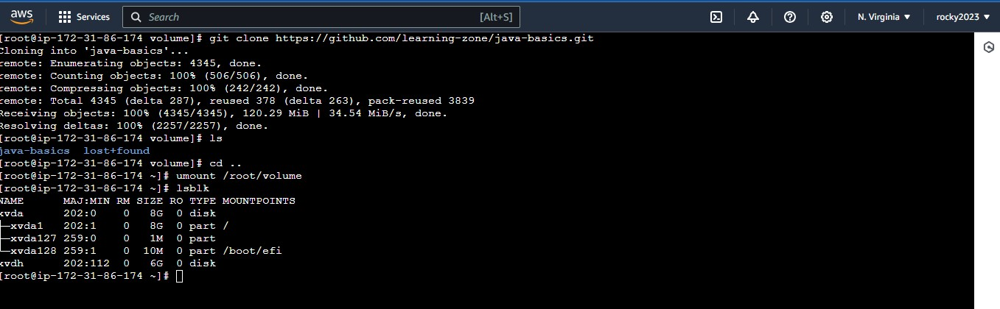 aws Services Search [Alt+S] N. Virginia rocky2023
[root@ip-172-31-86-174 volume]# git clone https://github.com/learning-zone/java-basics.git
Cloning into 'java-basics'...
remote: Enumerating objects: 4345, done.
remote: Counting objects: 100% (506/506), done.
remote: Compressing objects: 100% (242/242), done.
remote: Total 4345 (delta 287), reused 378 (delta 263), pack-reused 3839
Receiving objects: 100% (4345/4345), 120.29 MiB | 34.54 MiB/s, done.
Resolving deltas: 100% (2257/2257), done.
[root@ip-172-31-86-174 volume]# ls
java-basics  lost+found
[root@ip-172-31-86-174 volume]# cd ..
[root@ip-172-31-86-174 ~]# umount /root/volume
[root@ip-172-31-86-174 ~]# lsblk
NAME      MAJ:MIN RM SIZE RO TYPE MOUNTPOINTS
xvda      202:0    0   8G  0 disk
├─xvda1   202:1    0   8G  0 part /
├─xvda127 259:0    0   1M  0 part
└─xvda128 259:1    0  10M  0 part /boot/efi
xvdh      202:112  0   6G  0 disk
[root@ip-172-31-86-174 ~]#